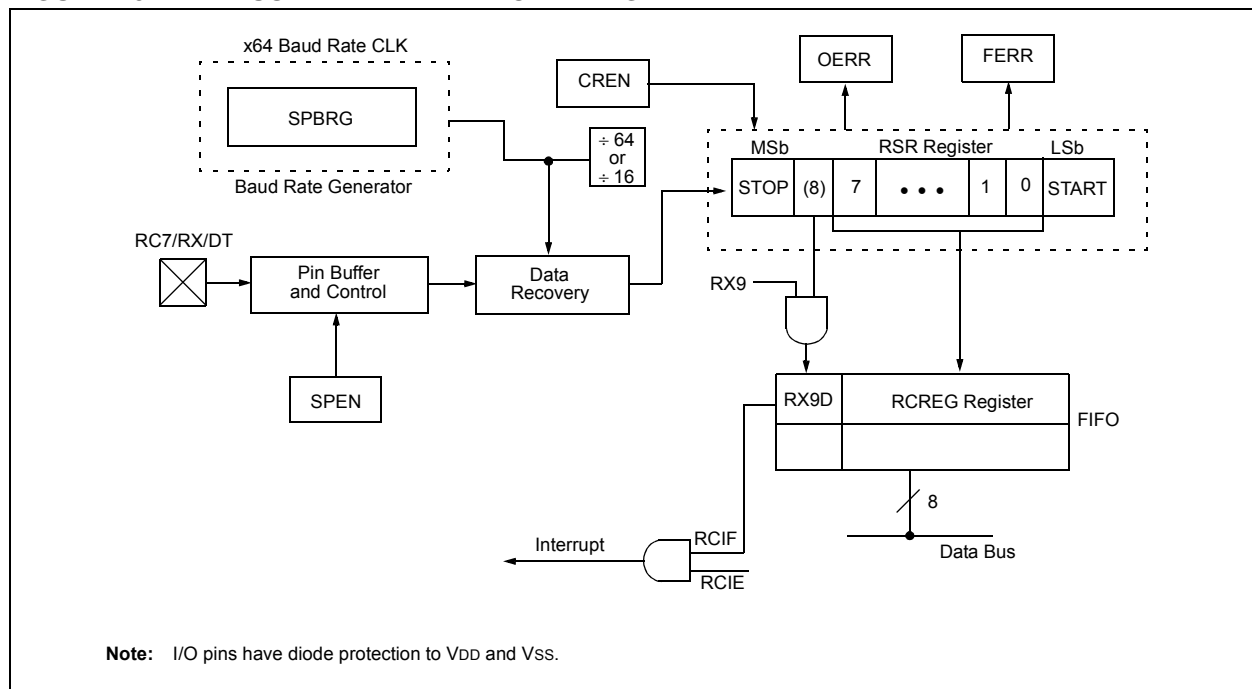 x64 Baud Rate CLK
SPBRG
Baud Rate Generator
CREN
OERR
FERR
÷ 64
or
÷ 16
MSb
RSR Register
LSb
STOP
(8)
7
• • •
1
0
START
RC7/RX/DT
Pin Buffer
and Control
Data
Recovery
RX9
SPEN
RX9D
RCREG Register
FIFO
8
Data Bus
Interrupt
RCIF
RCIE
Note: I/O pins have diode protection to VDD and VSS.